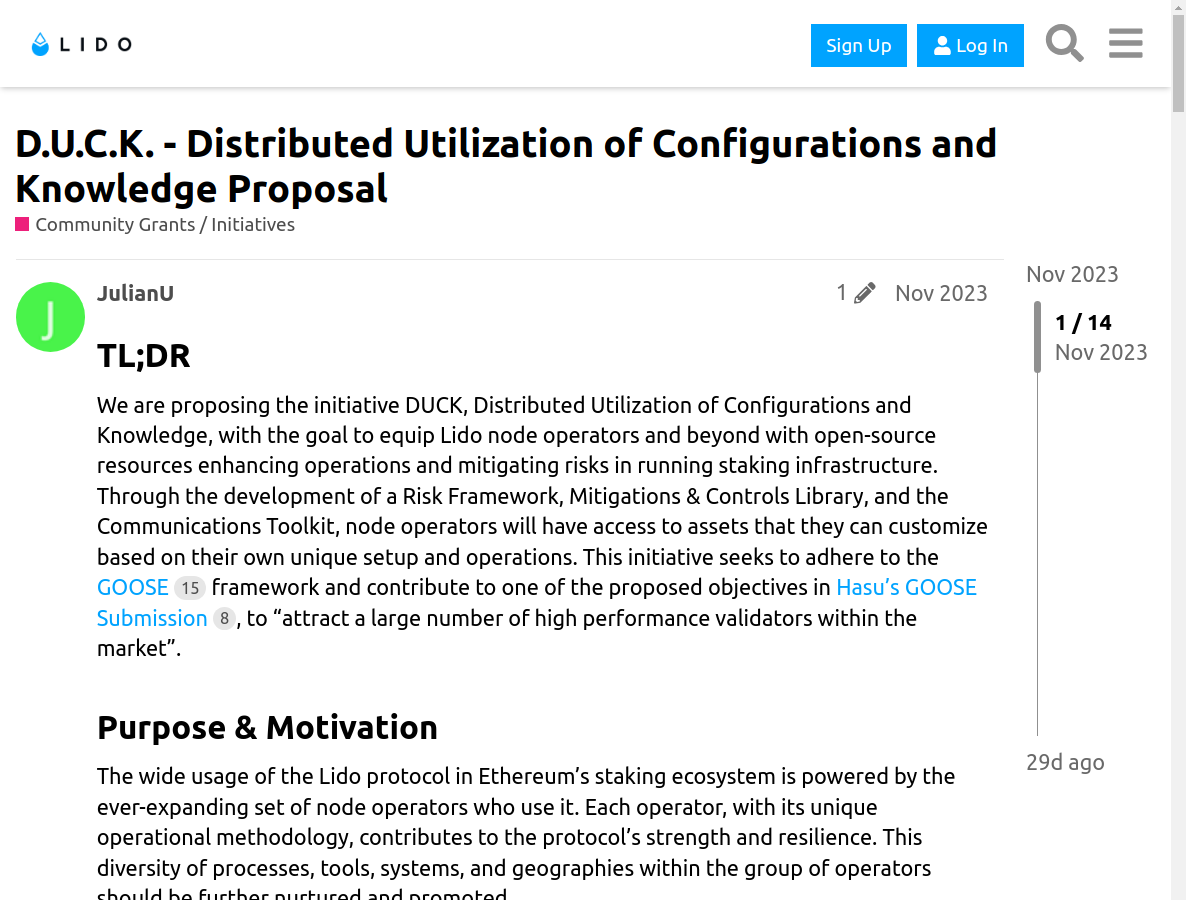 LIDO
Sign Up
Log In
D.U.C.K. - Distributed Utilization of Configurations and
Knowledge Proposal
Community Grants / Initiatives
JulianU
1
Nov 2023
TL;DR
We are proposing the initiative DUCK, Distributed Utilization of Configurations and
Knowledge, with the goal to equip Lido node operators and beyond with open-source
resources enhancing operations and mitigating risks in running staking infrastructure.
Through the development of a Risk Framework, Mitigations & Controls Library, and the
Communications Toolkit, node operators will have access to assets that they can customize
based on their own unique setup and operations. This initiative seeks to adhere to the
GOOSE 15 framework and contribute to one of the proposed objectives in Hasu’s GOOSE
Submission 8, to “attract a large number of high performance validators within the
market”.
Purpose & Motivation
The wide usage of the Lido protocol in Ethereum’s staking ecosystem is powered by the
ever-expanding set of node operators who use it. Each operator, with its unique
operational methodology, contributes to the protocol’s strength and resilience. This
diversity of processes, tools, systems, and geographies within the group of operators
should be further nurtured and promoted.
Nov 2023
1 / 14
Nov 2023
29d ago
J